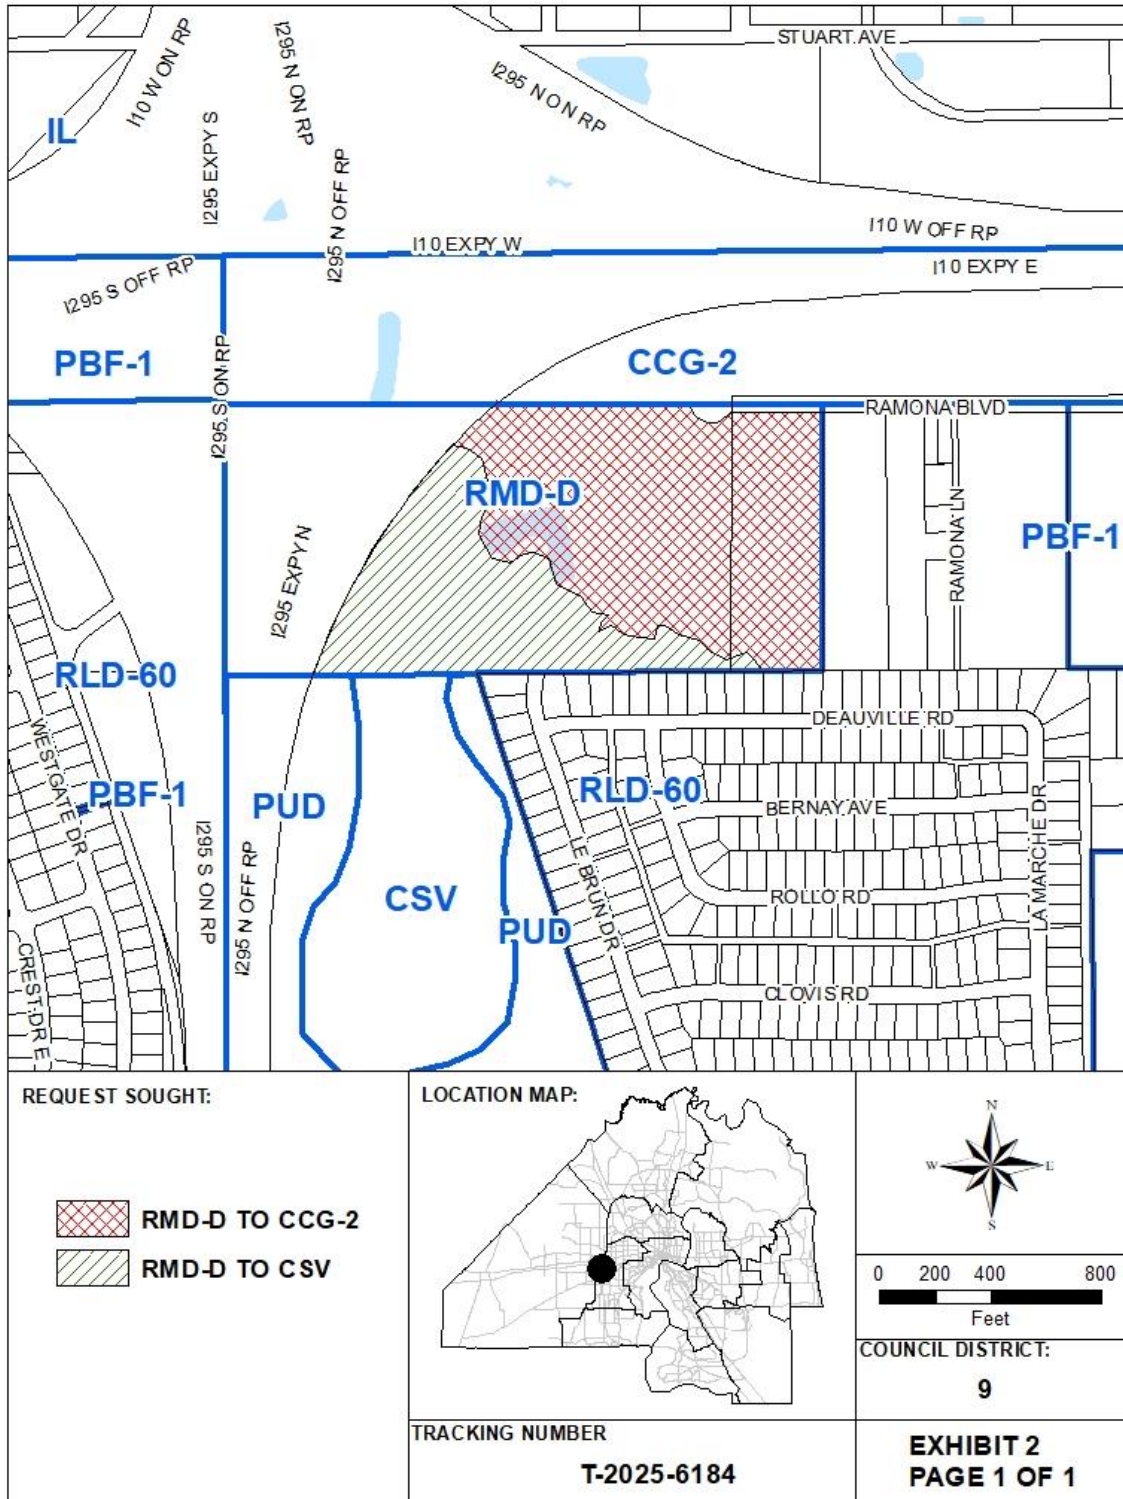 STUART AVE
I10 W ON RP
I295 N ON RP
I295 N ON RP
IL
I295 EXPY S
I295 N OFF RP
I10 W OFF RP
I10 EXPY W
I10 EXPY E
I295 S OFF RP
PBF-1
I295 S ON RP
CCG-2
RAMONA BLVD
RMD-D
RAMONA LN
PBF-1
I295 EXPY N
RLD-60
WESTGATE DR
DEAUVILLE RD
PBF-1
PUD
RLD-60
BERNAY AVE
LA MARCHE DR
I295 S ON RP
I295 N OFF RP
LE BRUN DR
CSV
ROLLO RD
PUD
CREST DR E
CLOVIS RD
REQUEST SOUGHT:
RMD-D TO CCG-2
RMD-D TO CSV
LOCATION MAP:
N
W
E
S
0 200 400 800
Feet
COUNCIL DISTRICT:
9
TRACKING NUMBER
T-2025-6184
EXHIBIT 2
PAGE 1 OF 1